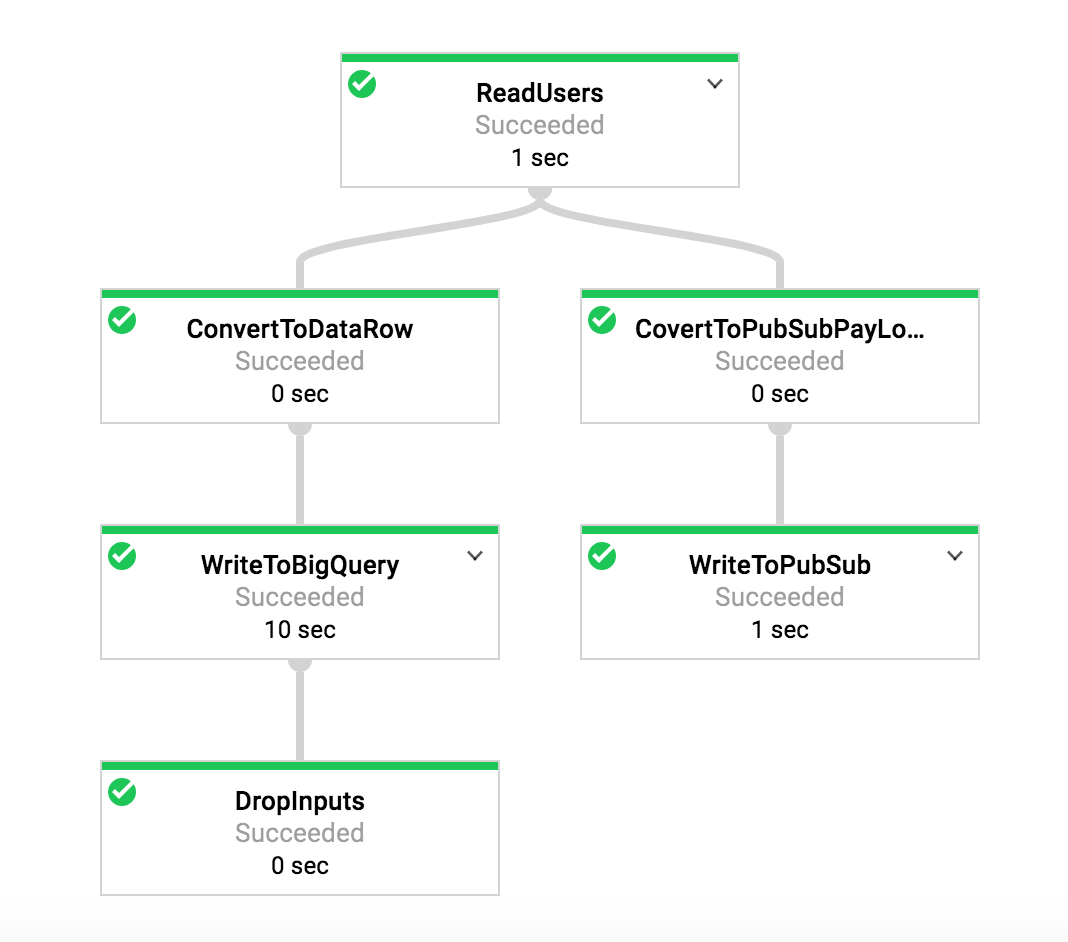 ReadUsers
Succeeded
1 sec
ConvertToDataRow
Succeeded
0 sec
CovertToPubSubPayLo...
Succeeded
0 sec
WriteToBigQuery
Succeeded
10 sec
WriteToPubSub
Succeeded
1 sec
DropInputs
Succeeded
0 sec